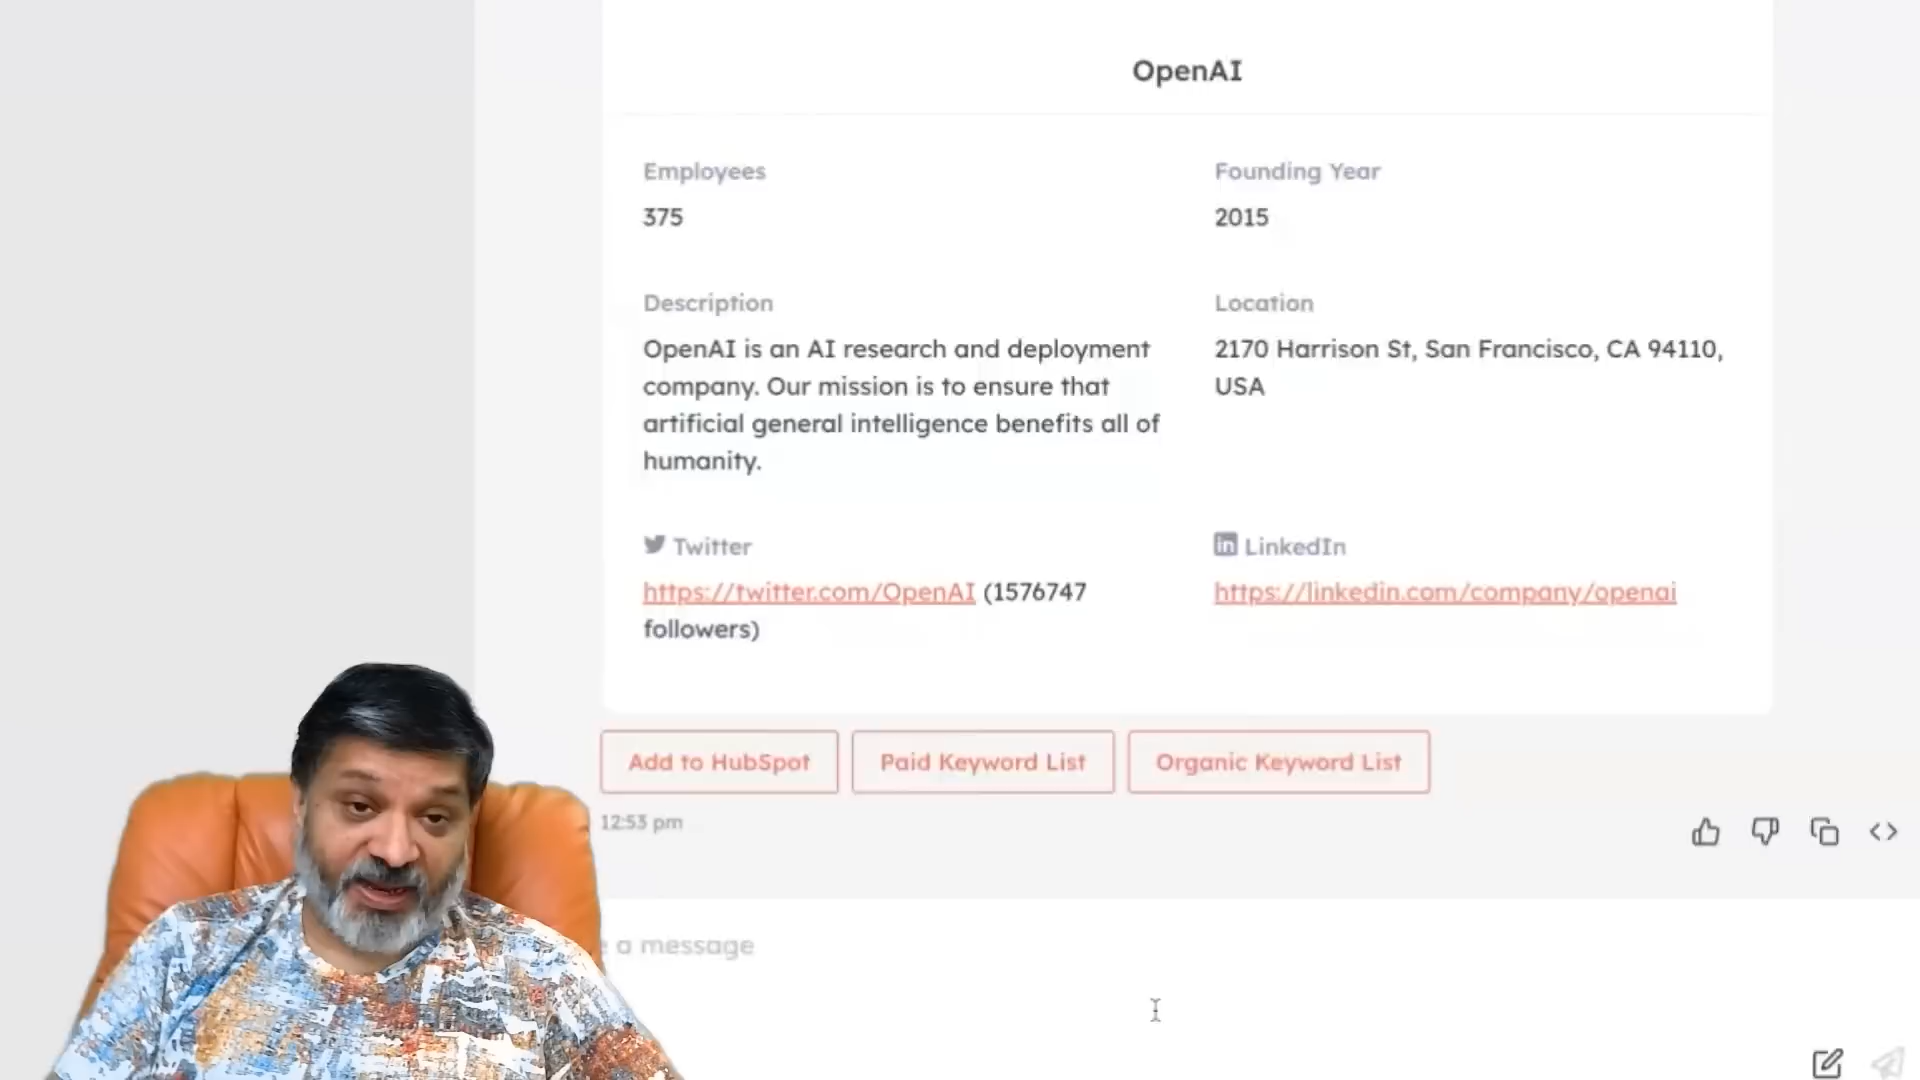 OpenAI
Employees
375
Founding Year
2015
Description
OpenAI is an AI research and deployment
company. Our mission is to ensure that
artificial general intelligence benefits all of
humanity.
Location
2170 Harrison St, San Francisco, CA 94110,
USA
Twitter
https://twitter.com/OpenAI (1576747
followers)
in LinkedIn
https://linkedin.com/company/openai
Add to HubSpot
Paid Keyword List
Organic Keyword List
12:53 pm
a message